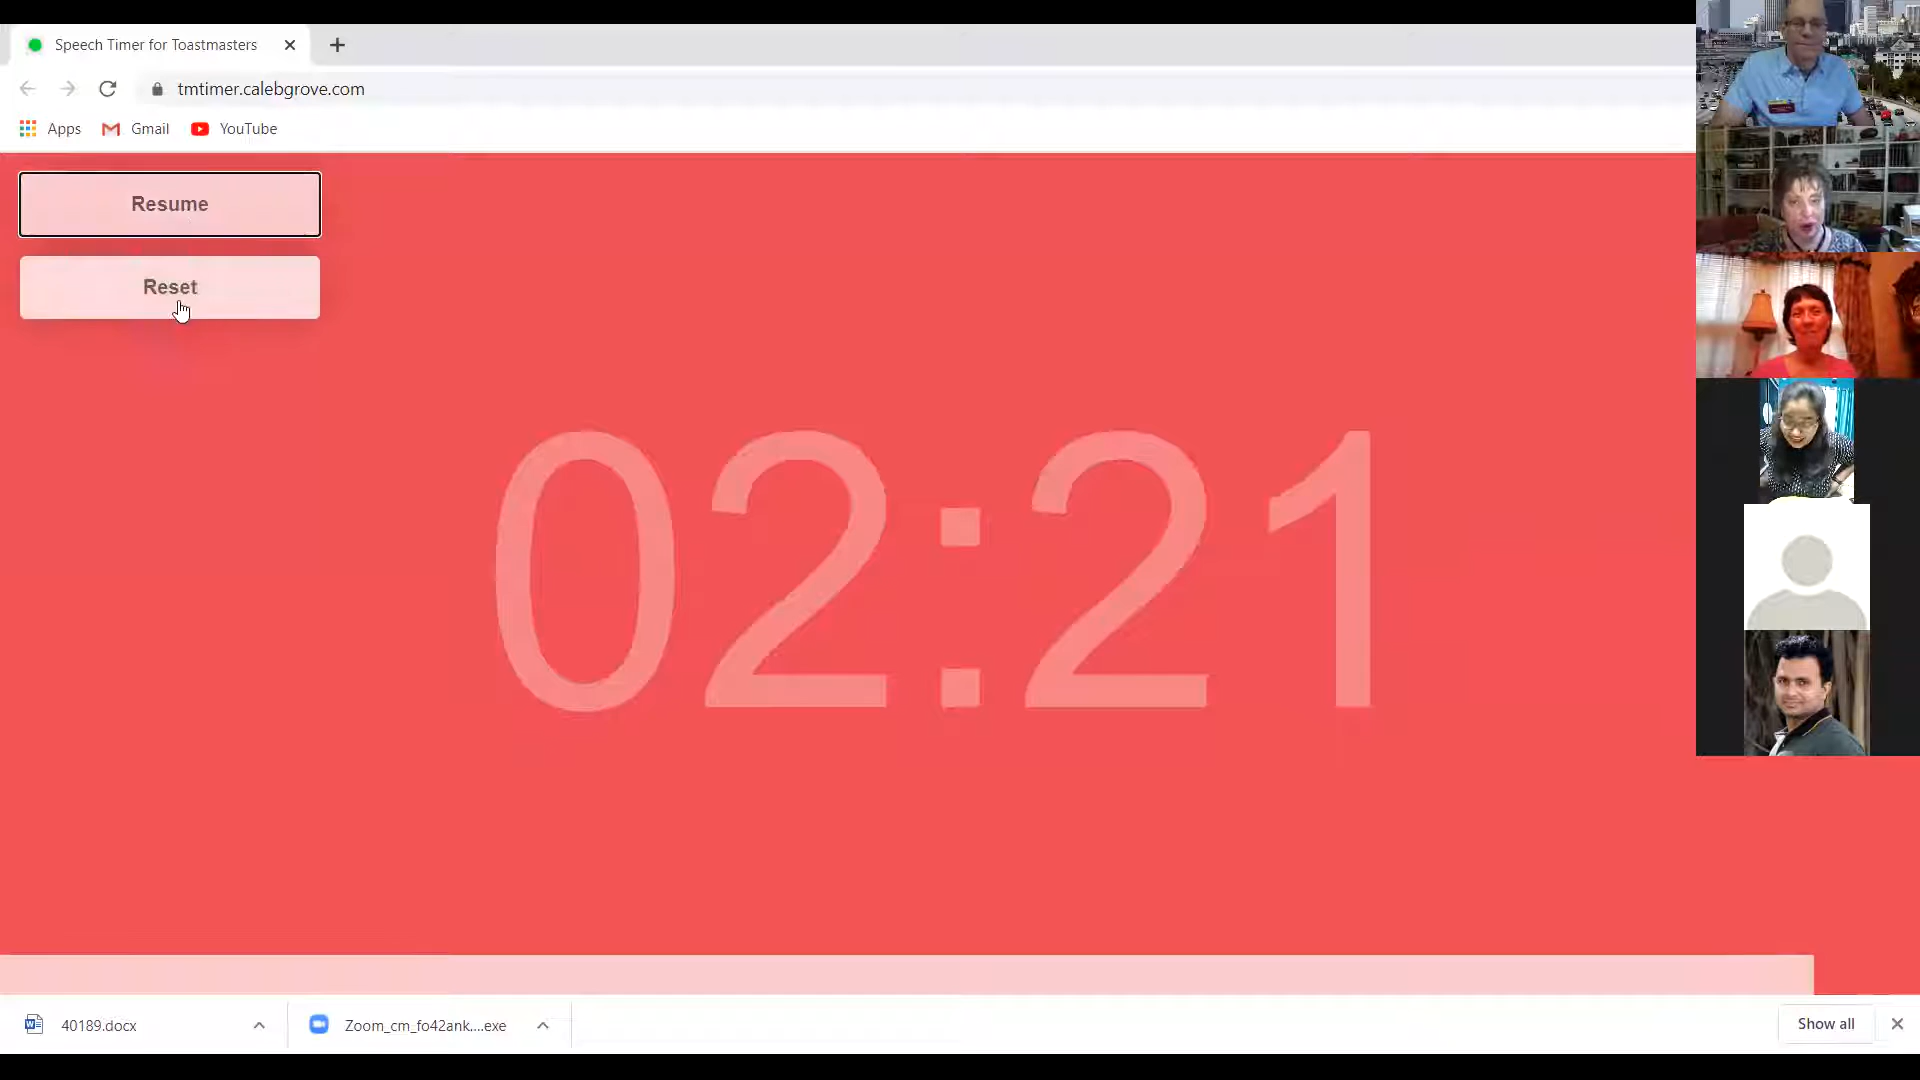 Speech Timer for Toastmasters
tmtimer.calebgrove.com
Apps
Gmail
YouTube
Resume
Reset
02:21
40189.docx
Zoom_cm_fo42ank....exe
Show all